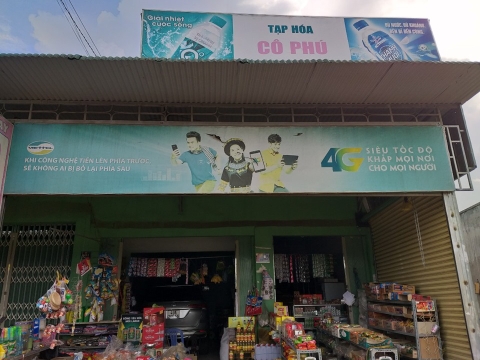 Giải nhiệt
cuộc sống
TẠP HÓA
CÔ PHÚ
VIETTEL
KHI CÔNG NGHỆ TIẾN LÊN PHÍA TRƯỚC
SẼ KHÔNG AI BỊ BỎ LẠI PHÍA SAU
4G
SIÊU TỐC ĐỘ
KHẮP MỌI NƠI
CHO MỌI NGƯỜI